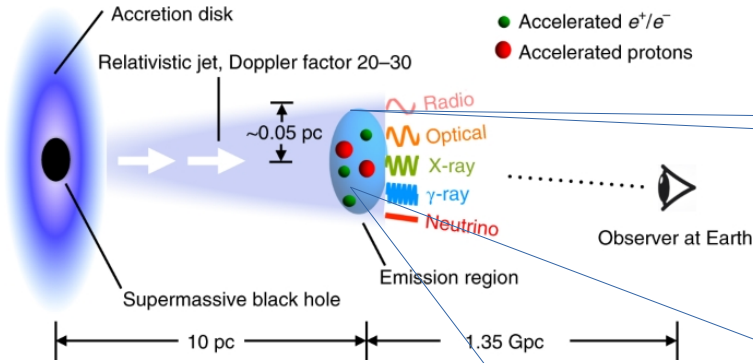 Accretion disk
Accelerated e⁺/e⁻
Accelerated protons
Relativistic jet, Doppler factor 20–30
~0.05 pc
Radio
Optical
X-ray
γ-ray
Neutrino
Observer at Earth
Emission region
Supermassive black hole
10 pc
1.35 Gpc